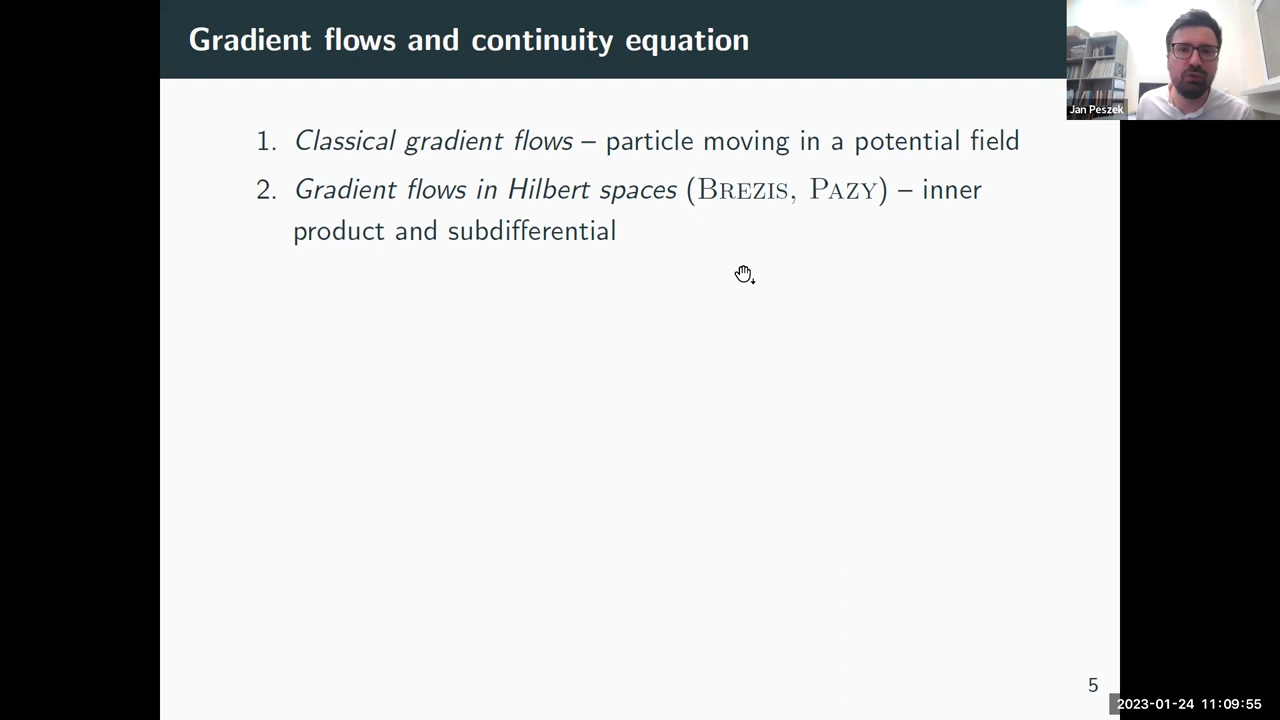 Gradient flows and continuity equation
Jan Peszek
1. Classical gradient flows – particle moving in a potential field
2. Gradient flows in Hilbert spaces (Brezis, Pazy) – inner
product and subdifferential
5
2023-01-24 11:09:55